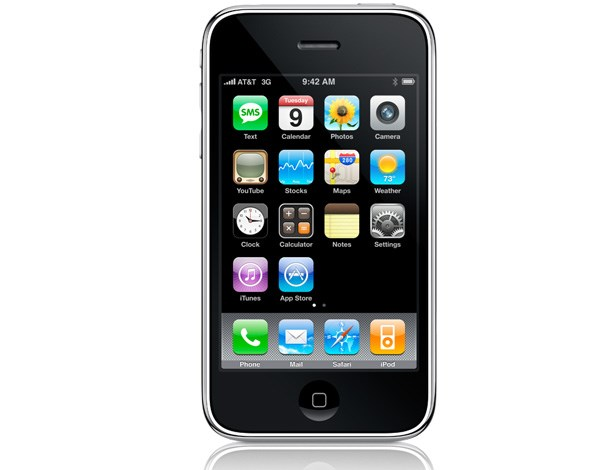 AT&T 3G 9:42 AM
SMS Tuesday 9 280 73°
Text Calendar Photos Camera
YouTube Stocks Maps Weather
Clock Calculator Notes Settings
iTunes App Store
Phone Mail Safari iPod